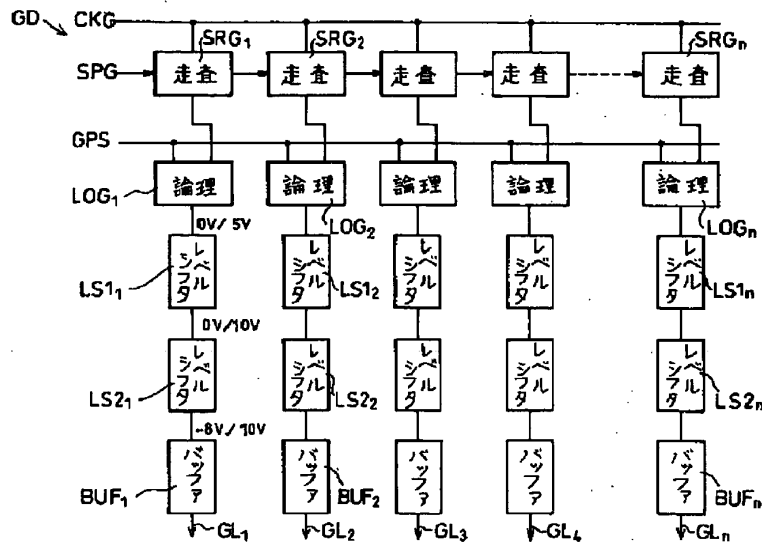 GD CKG
SRG1 SRG2 SRGn
SPG 走査 走査 走査 走査 走査
GPS
LOG1 論理 論理 論理 論理 論理
LOG2 LOGn
0V/5V
LS11 レベルシフタ レベルシフタ LS12 レベルシフタ レベルシフタ レベルシフタ LS1n
0V/10V
LS21 レベルシフタ レベルシフタ LS22 レベルシフタ レベルシフタ レベルシフタ LS2n
-8V/10V
BUF1 バッファ バッファ BUF2 バッファ バッファ バッファ BUFn
GL1 GL2 GL3 GL4 GLn